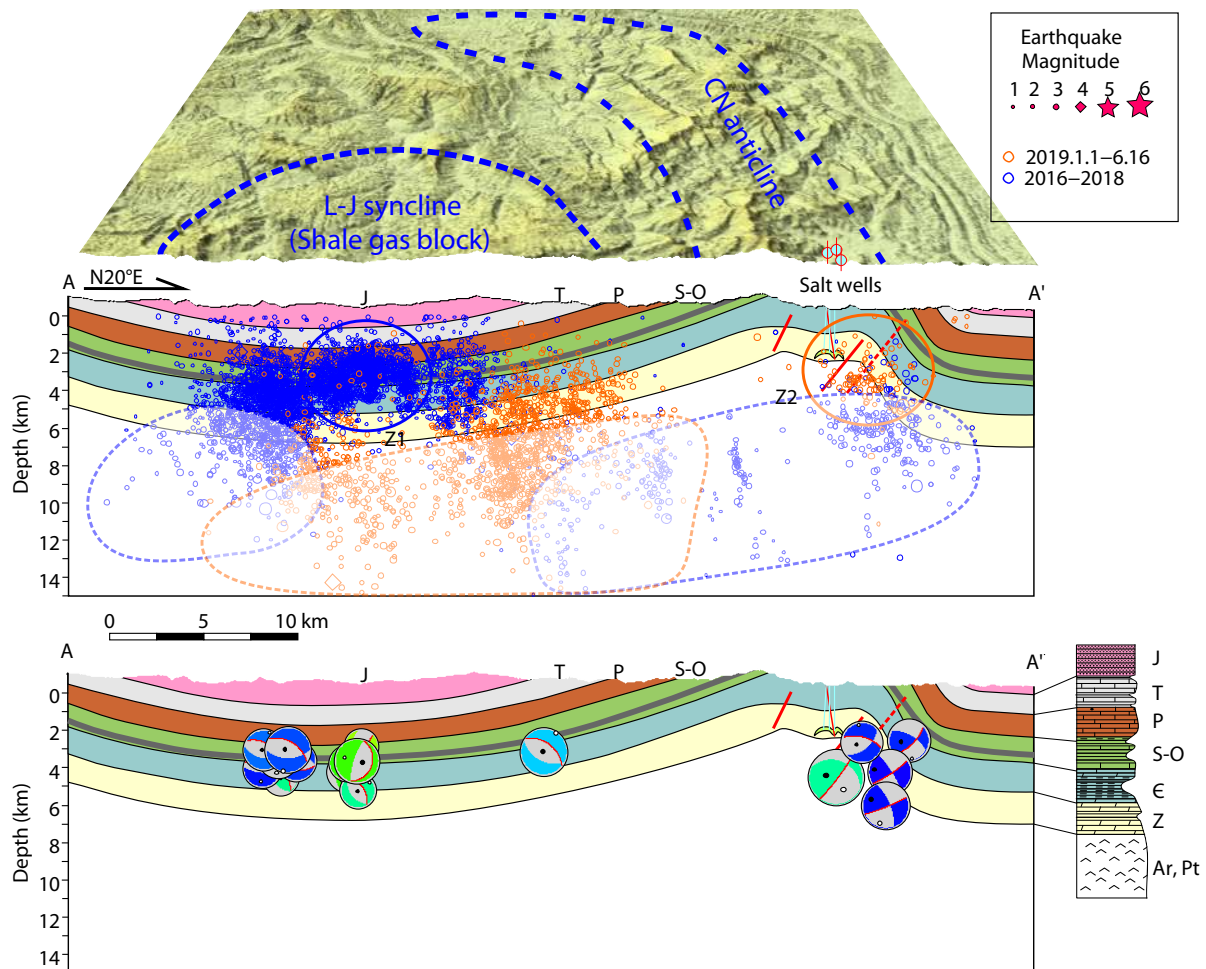 Earthquake
Magnitude
1 2 3 4 5 6
2019.1.1−6.16
2016−2018
CN anticline
L-J syncline
(Shale gas block)
A N20°E J T P S-O Salt wells A'
0
2
4
6
8
10
12
14
Depth (km)
Z1
Z2
0 5 10 km
A J T P S-O A'
0
2
4
6
8
10
12
14
Depth (km)
J
T
P
S-O
Є
Z
Ar, Pt